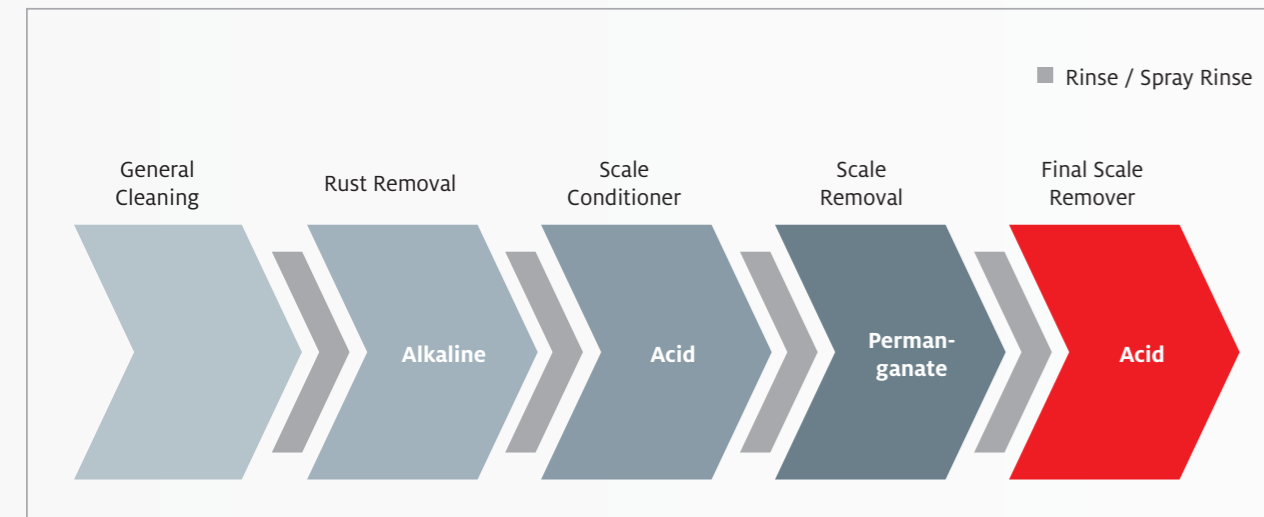 Rinse / Spray Rinse
General
Cleaning
Rust Removal
Scale
Conditioner
Scale
Removal
Final Scale
Remover
Alkaline
Acid
Perman-
ganate
Acid